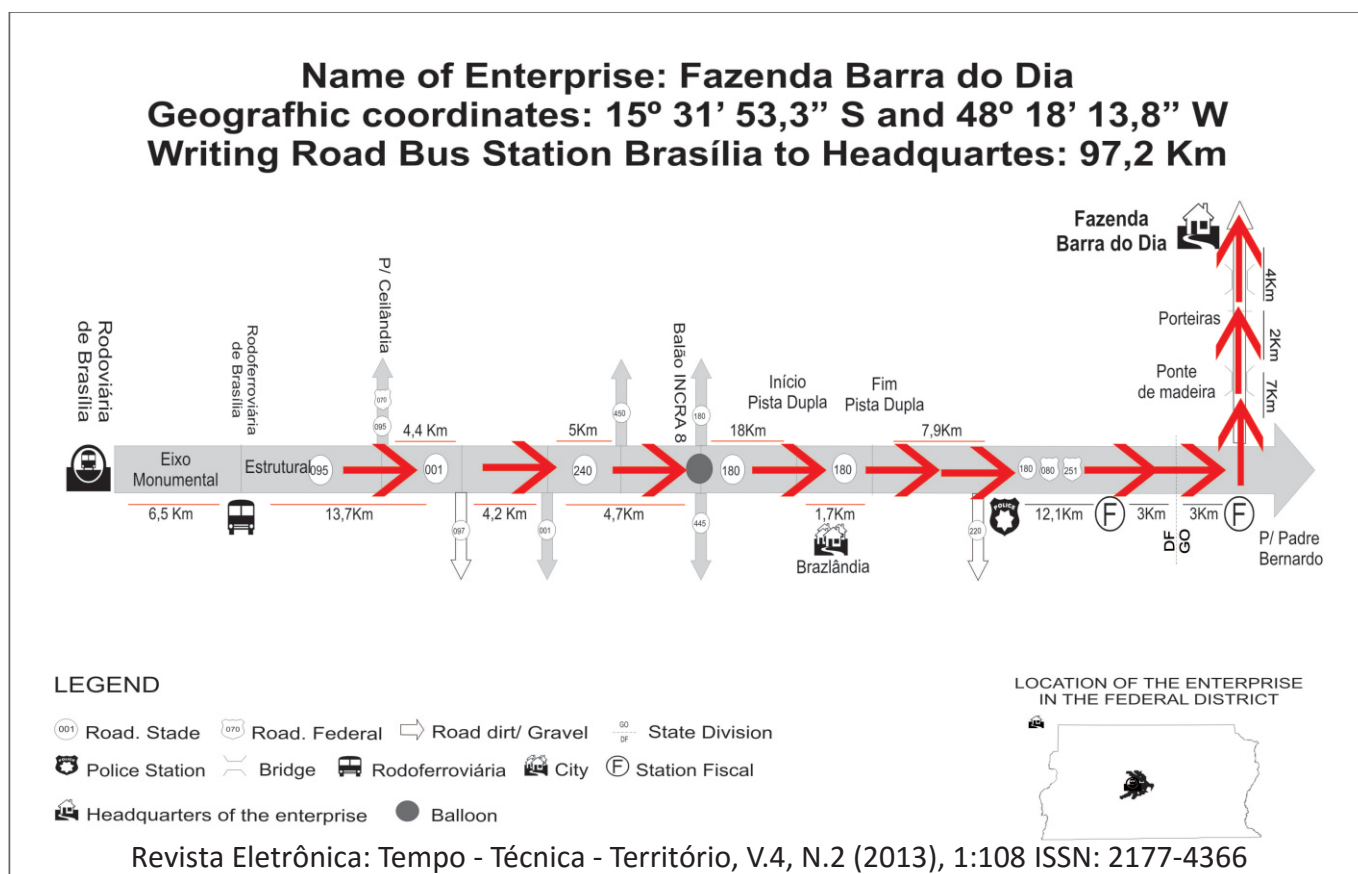 Name of Enterprise: Fazenda Barra do Dia
Geografhic coordinates: 15º 31’ 53,3” S and 48º 18’ 13,8” W
Writing Road Bus Station Brasília to Headquartes: 97,2 Km
Fazenda
Barra do Dia
4Km
Porteiras
2Km
Ponte
de madeira
7Km
Rodoviária
de Brasília
Rodoferroviária
de Brasília
P/ Ceilândia
070
095
450
Balão INCRA 8
180
Início
Pista Dupla
Fim
Pista Dupla
4,4 Km
5Km
18Km
7,9Km
Eixo
Monumental
Estrutural
095
001
240
180
180
180
080
251
6,5 Km
13,7Km
4,2 Km
4,7Km
1,7Km
12,1Km
3Km
3Km
097
001
445
220
POLICE
F
F
DF
GO
Brazlândia
P/ Padre
Bernardo
LEGEND
001 Road. Stade
070 Road. Federal
Road dirt/ Gravel
GO
DF
State Division
Police Station
Bridge
Rodoferroviária
City
F Station Fiscal
Headquarters of the enterprise
Balloon
LOCATION OF THE ENTERPRISE
IN THE FEDERAL DISTRICT
Revista Eletrônica: Tempo - Técnica - Território, V.4, N.2 (2013), 1:108 ISSN: 2177-4366